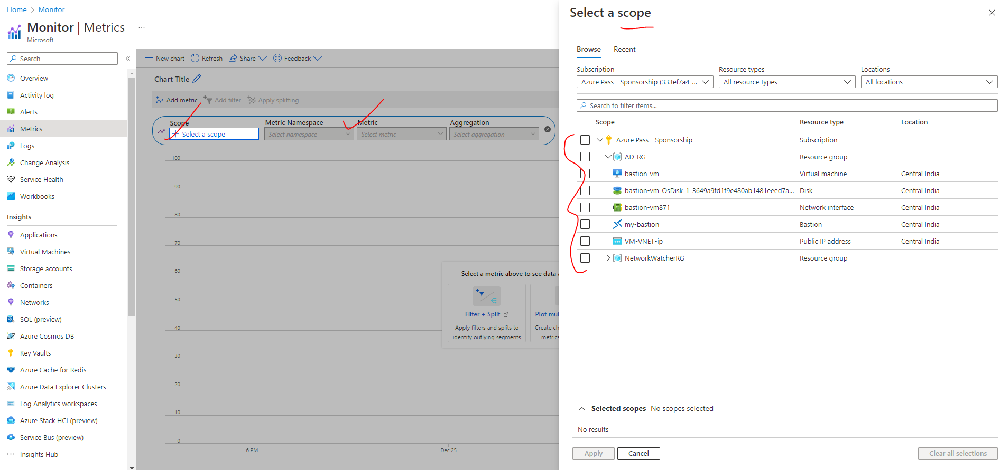 Home > Monitor
Monitor | Metrics ...
Microsoft
Search
«
Overview
Activity log
Alerts
Metrics
Logs
Change Analysis
Service Health
Workbooks
Insights
Applications
Virtual Machines
Storage accounts
Containers
Networks
SQL (preview)
Azure Cosmos DB
Key Vaults
Azure Cache for Redis
Azure Data Explorer Clusters
Log Analytics workspaces
Azure Stack HCI (preview)
Service Bus (preview)
Insights Hub
New chart Refresh Share Feedback
Chart Title
Add metric Add filter Apply splitting
Scope Metric Namespace Metric Aggregation
Select a scope Select namespace Select metric Select aggregation
100
90
80
70
60
50
40
30
20
10
0
6 PM Dec 25
Select a metric above to see data a
Filter + Split
Apply filters and splits to
identify outlying segments
Plot mul
Create ch
metrics
Select a scope
Browse Recent
Subscription Resource types Locations
Azure Pass - Sponsorship (333ef7a4-... All resource types All locations
Search to filter items...
Scope Resource type Location
Azure Pass - Sponsorship Subscription -
AD_RG Resource group -
bastion-vm Virtual machine Central India
bastion-vm_OsDisk_1_3649a9fd1f9e480ab1481eeed7a... Disk Central India
bastion-vm871 Network interface Central India
my-bastion Bastion Central India
VM-VNET-ip Public IP address Central India
NetworkWatcherRG Resource group -
Selected scopes No scopes selected
No results
Apply Cancel Clear all selections